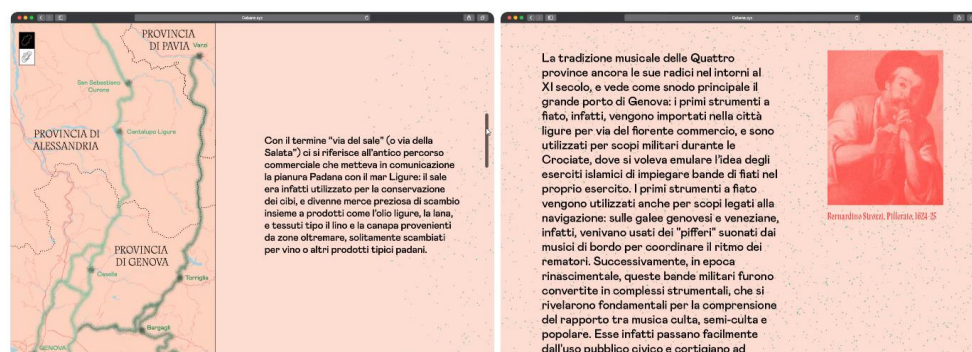 Cabane.xyz
PROVINCIA
DI PAVIA
Varzi
San Sebastiano
Curone
PROVINCIA DI
ALESSANDRIA
Cantalupo Ligure
PROVINCIA
DI GENOVA
Casella
Torriglia
Bargagli
GENOVA
Con il termine “via del sale” (o via della
Salata”) ci si riferisce all’antico percorso
commerciale che metteva in comunicazione
la pianura Padana con il mar Ligure: il sale
era infatti utilizzato per la conservazione
dei cibi, e divenne merce preziosa di scambio
insieme a prodotti come l’olio ligure, la lana,
e tessuti tipo il lino e la canapa provenienti
da zone oltremare, solitamente scambiati
per vino o altri prodotti tipici padani.
Cabane.xyz
La tradizione musicale delle Quattro
province ancora le sue radici nel intorni al
XI secolo, e vede come snodo principale il
grande porto di Genova: i primi strumenti a
fiato, infatti, vengono importati nella città
ligure per via del fiorente commercio, e sono
utilizzati per scopi militari durante le
Crociate, dove si voleva emulare l’idea degli
eserciti islamici di impiegare bande di fiati nel
proprio esercito. I primi strumenti a fiato
vengono utilizzati anche per scopi legati alla
navigazione: sulle galee genovesi e veneziane,
infatti, venivano usati dei "pifferi" suonati dai
musici di bordo per coordinare il ritmo dei
rematori. Successivamente, in epoca
rinascimentale, queste bande militari furono
convertite in complessi strumentali, che si
rivelarono fondamentali per la comprensione
del rapporto tra musica culta, semi-culta e
popolare. Esse infatti passano facilmente
dall'uso pubblico civico e cortigiano ad
Bernardino Strozzi, Pifferaio, 1624-25